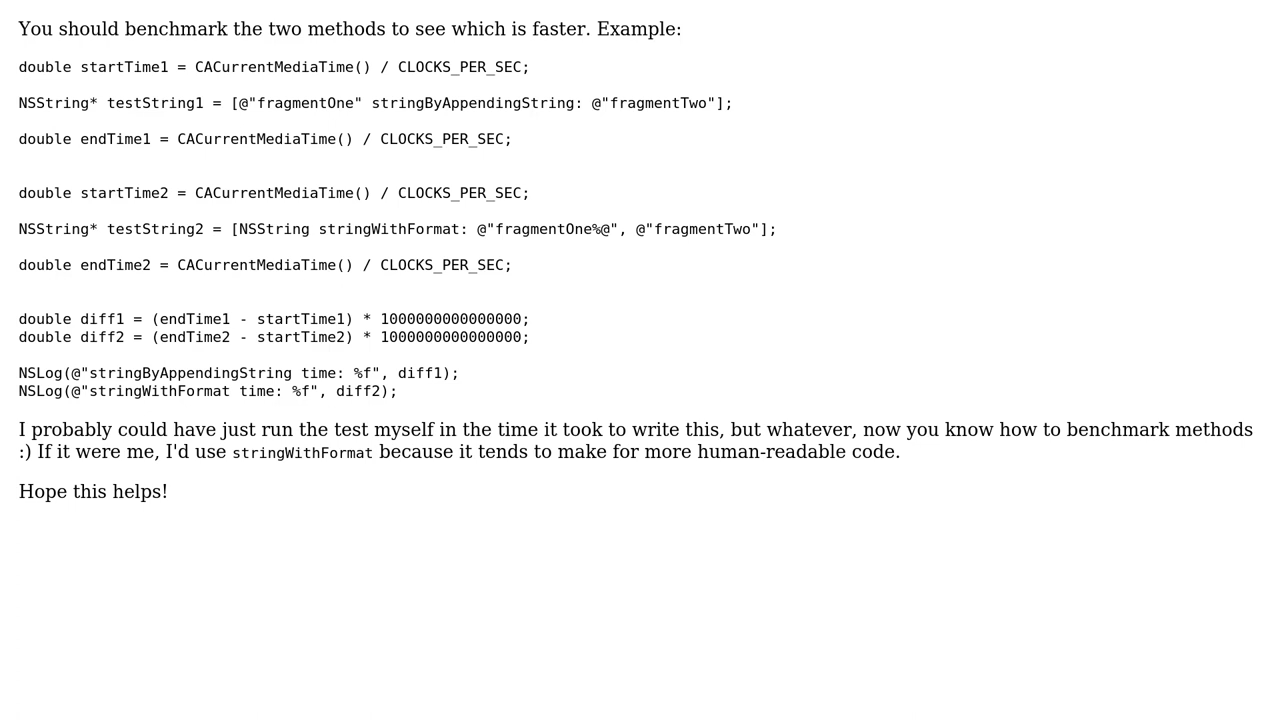 You should benchmark the two methods to see which is faster. Example:
double startTime1 = CACurrentMediaTime() / CLOCKS_PER_SEC;
NSString* testString1 = [@"fragmentOne" stringByAppendingString: @"fragmentTwo"];
double endTime1 = CACurrentMediaTime() / CLOCKS_PER_SEC;
double startTime2 = CACurrentMediaTime() / CLOCKS_PER_SEC;
NSString* testString2 = [NSString stringWithFormat: @"fragmentOne%@", @"fragmentTwo"];
double endTime2 = CACurrentMediaTime() / CLOCKS_PER_SEC;
double diff1 = (endTime1 - startTime1) * 1000000000000000;
double diff2 = (endTime2 - startTime2) * 1000000000000000;
NSLog(@"stringByAppendingString time: %f", diff1);
NSLog(@"stringWithFormat time: %f", diff2);
I probably could have just run the test myself in the time it took to write this, but whatever, now you know how to benchmark methods
:) If it were me, I'd use stringWithFormat because it tends to make for more human-readable code.
Hope this helps!